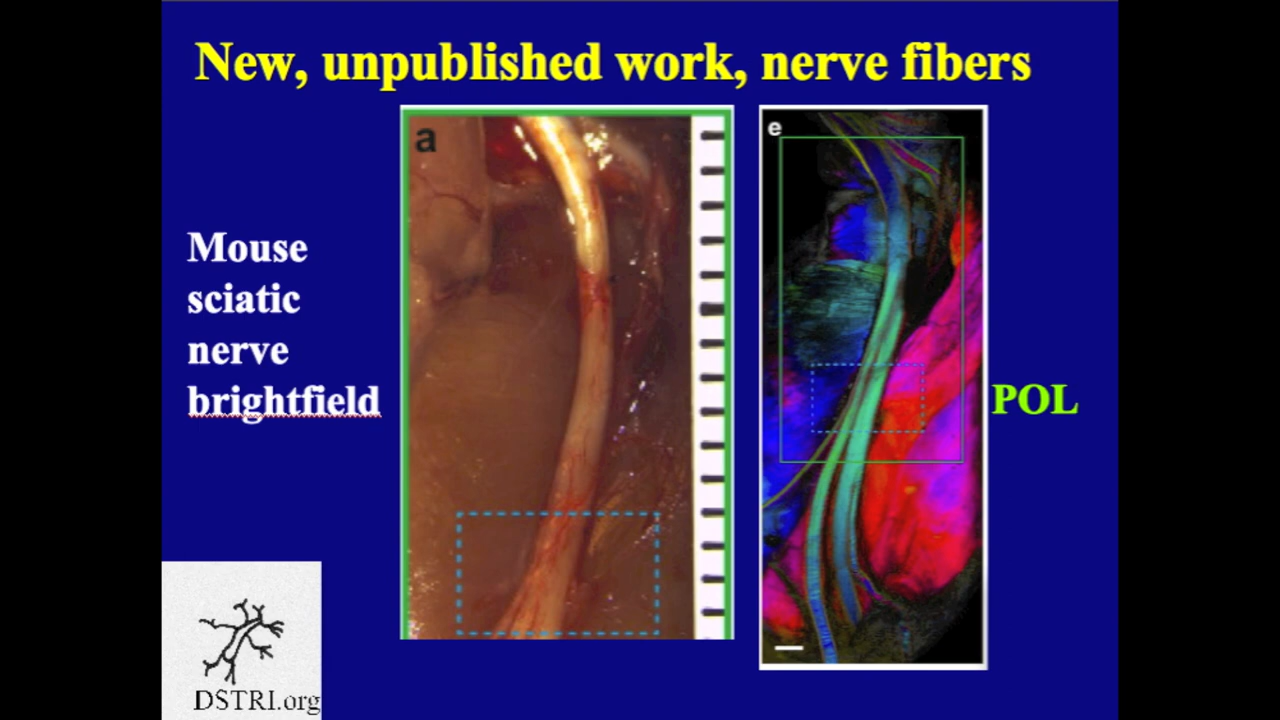 New, unpublished work, nerve fibers
a
e
Mouse
sciatic
nerve
brightfield
POL
DSTRI.org